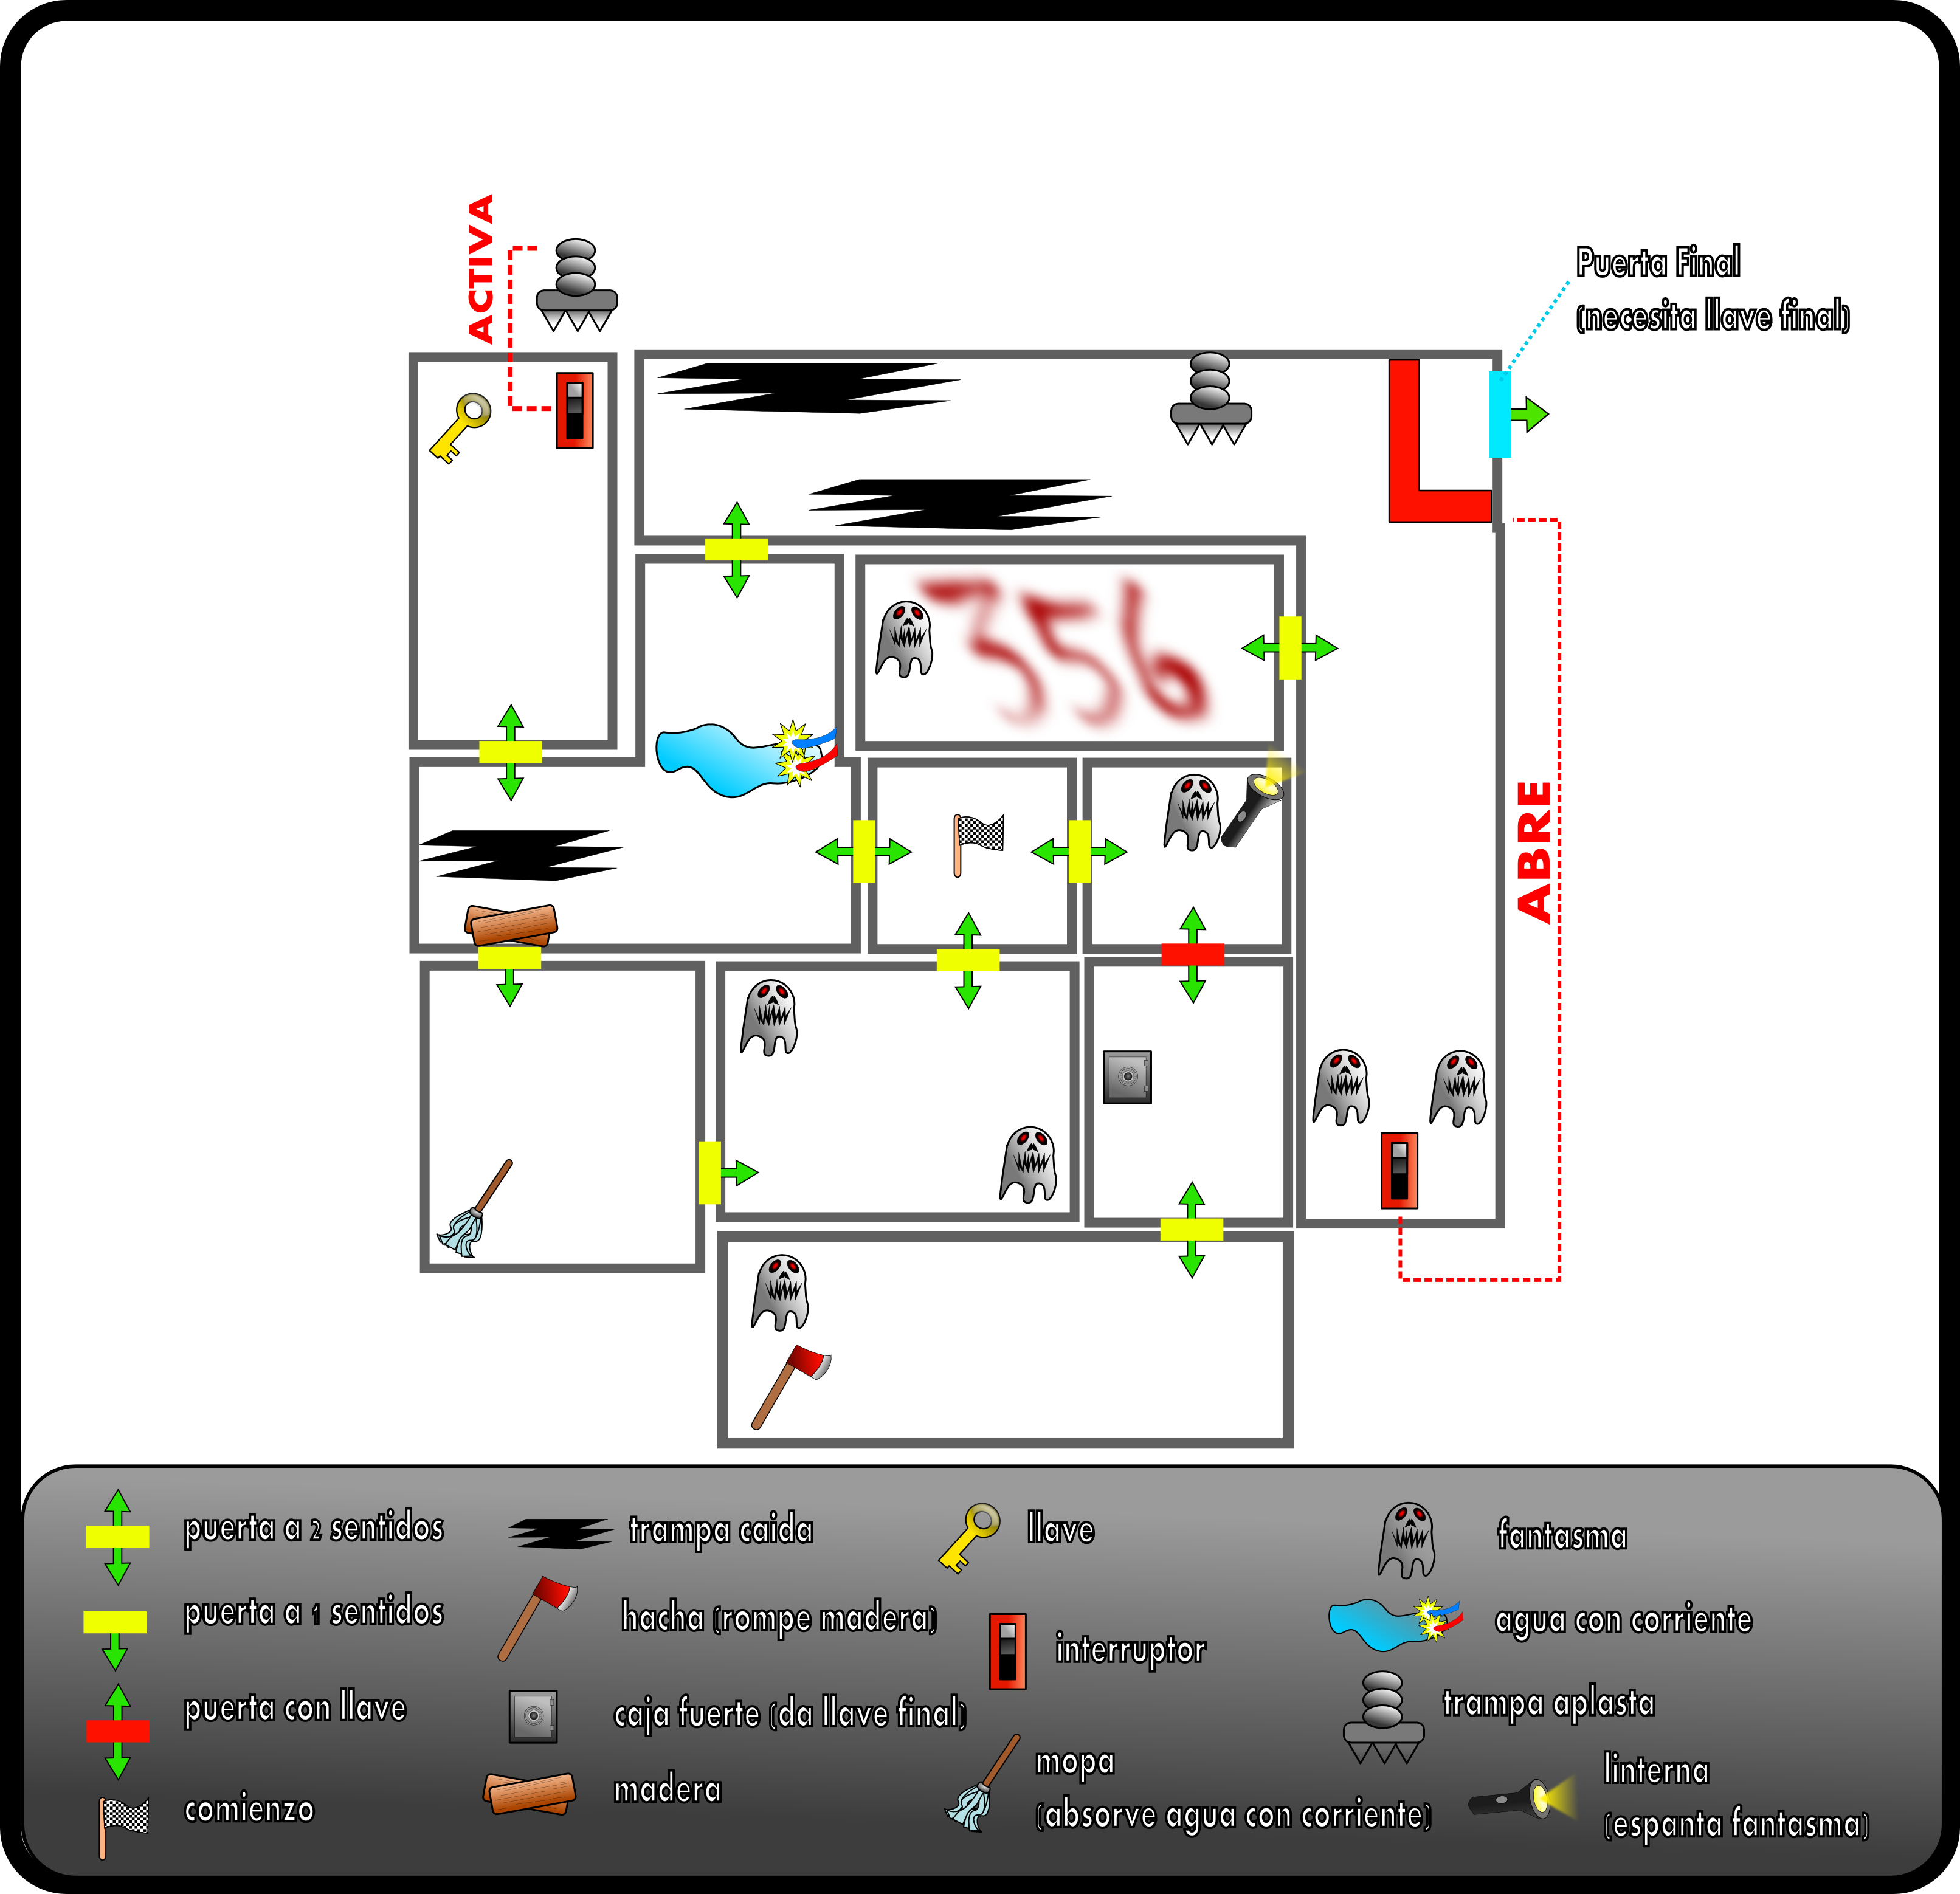 ACTIVA
Puerta Final
(necesita llave final)
356
ABRE
puerta a 2 sentidos
trampa caida
llave
fantasma
puerta a 1 sentidos
hacha (rompe madera)
interruptor
agua con corriente
puerta con llave
caja fuerte (da llave final)
trampa aplasta
comienzo
madera
mopa
(absorve agua con corriente)
linterna
(espanta fantasma)